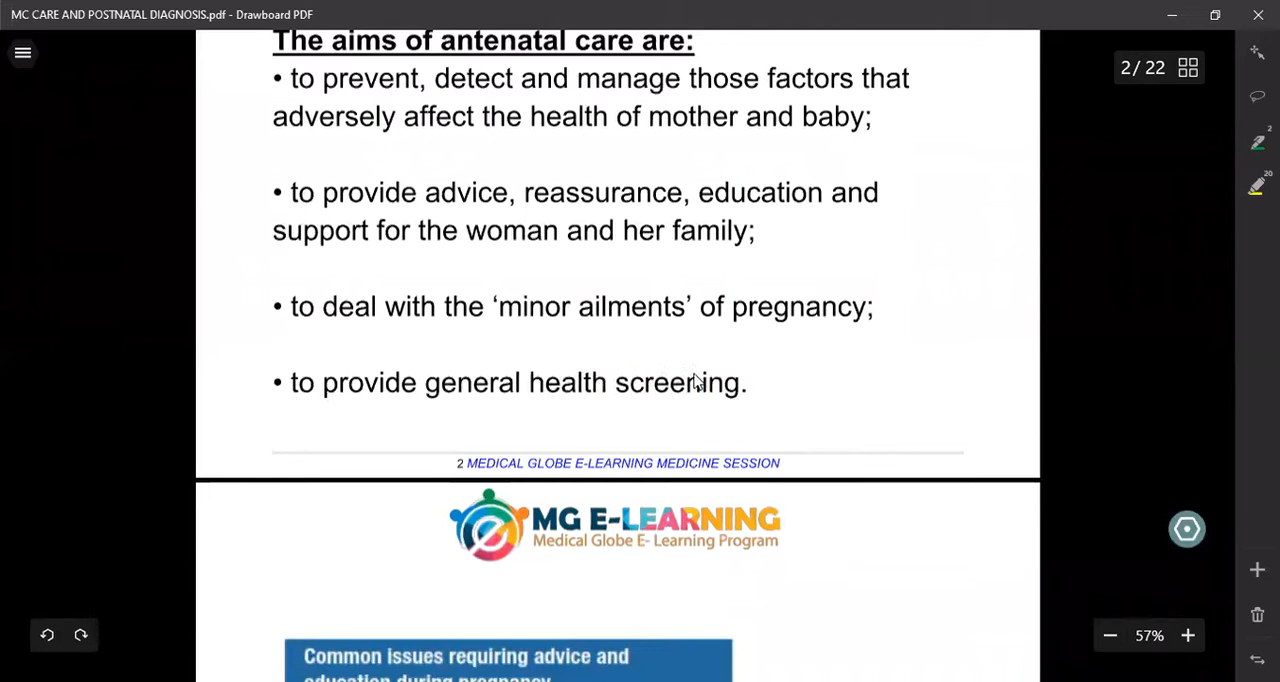 MC CARE AND POSTNATAL DIAGNOSIS.pdf - Drawboard PDF
The aims of antenatal care are:
2 / 22
• to prevent, detect and manage those factors that
adversely affect the health of mother and baby;
2
• to provide advice, reassurance, education and
20
support for the woman and her family;
• to deal with the ‘minor ailments’ of pregnancy;
• to provide general health screening.
2 MEDICAL GLOBE E-LEARNING MEDICINE SESSION
MG E-LEARNING
Medical Globe E- Learning Program
57%
Common issues requiring advice and
education during pregnancy